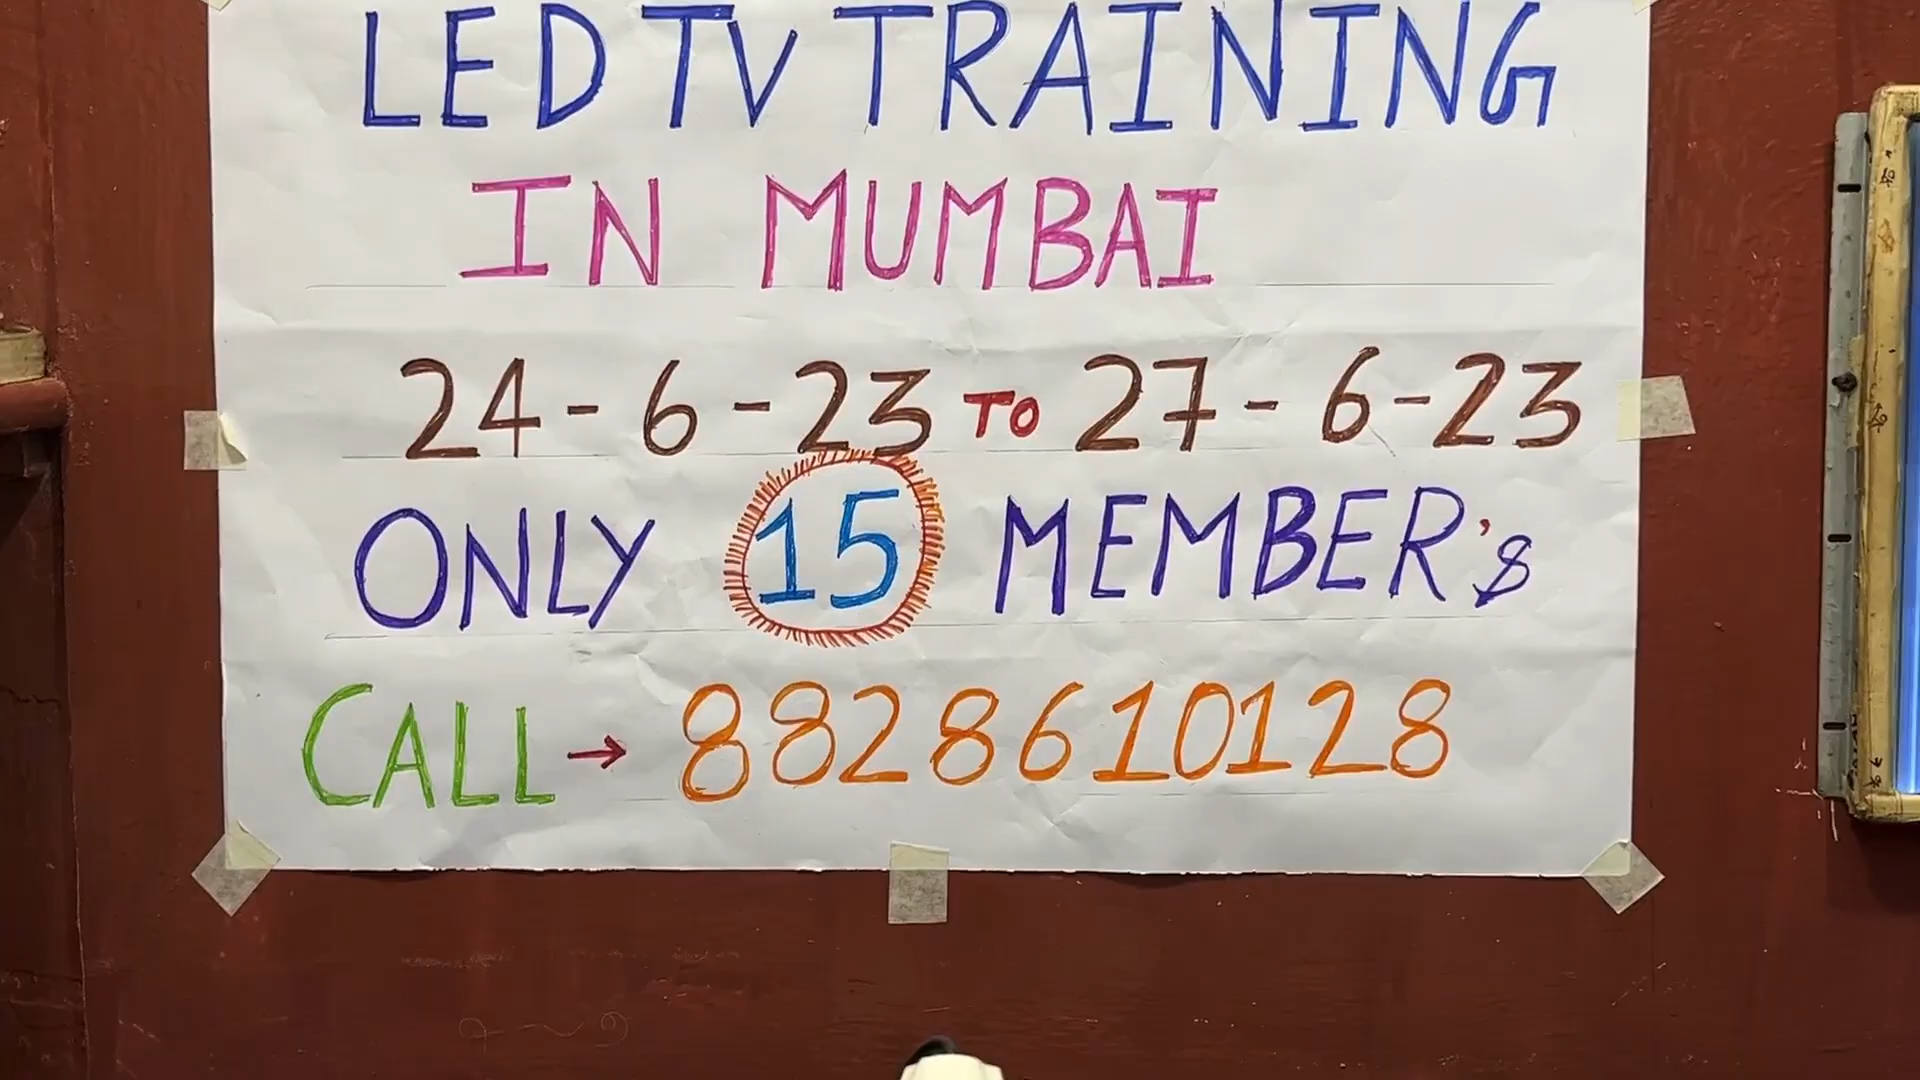 LED TV TRAINING
IN MUMBAI
24-6-23 TO 27-6-23
ONLY 15 MEMBER'S
CALL → 8828610128